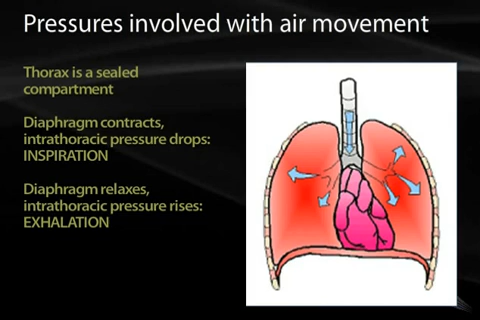 Pressures involved with air movement
Thorax is a sealed
compartment
Diaphragm contracts,
intrathoracic pressure drops:
INSPIRATION
Diaphragm relaxes,
intrathoracic pressure rises:
EXHALATION